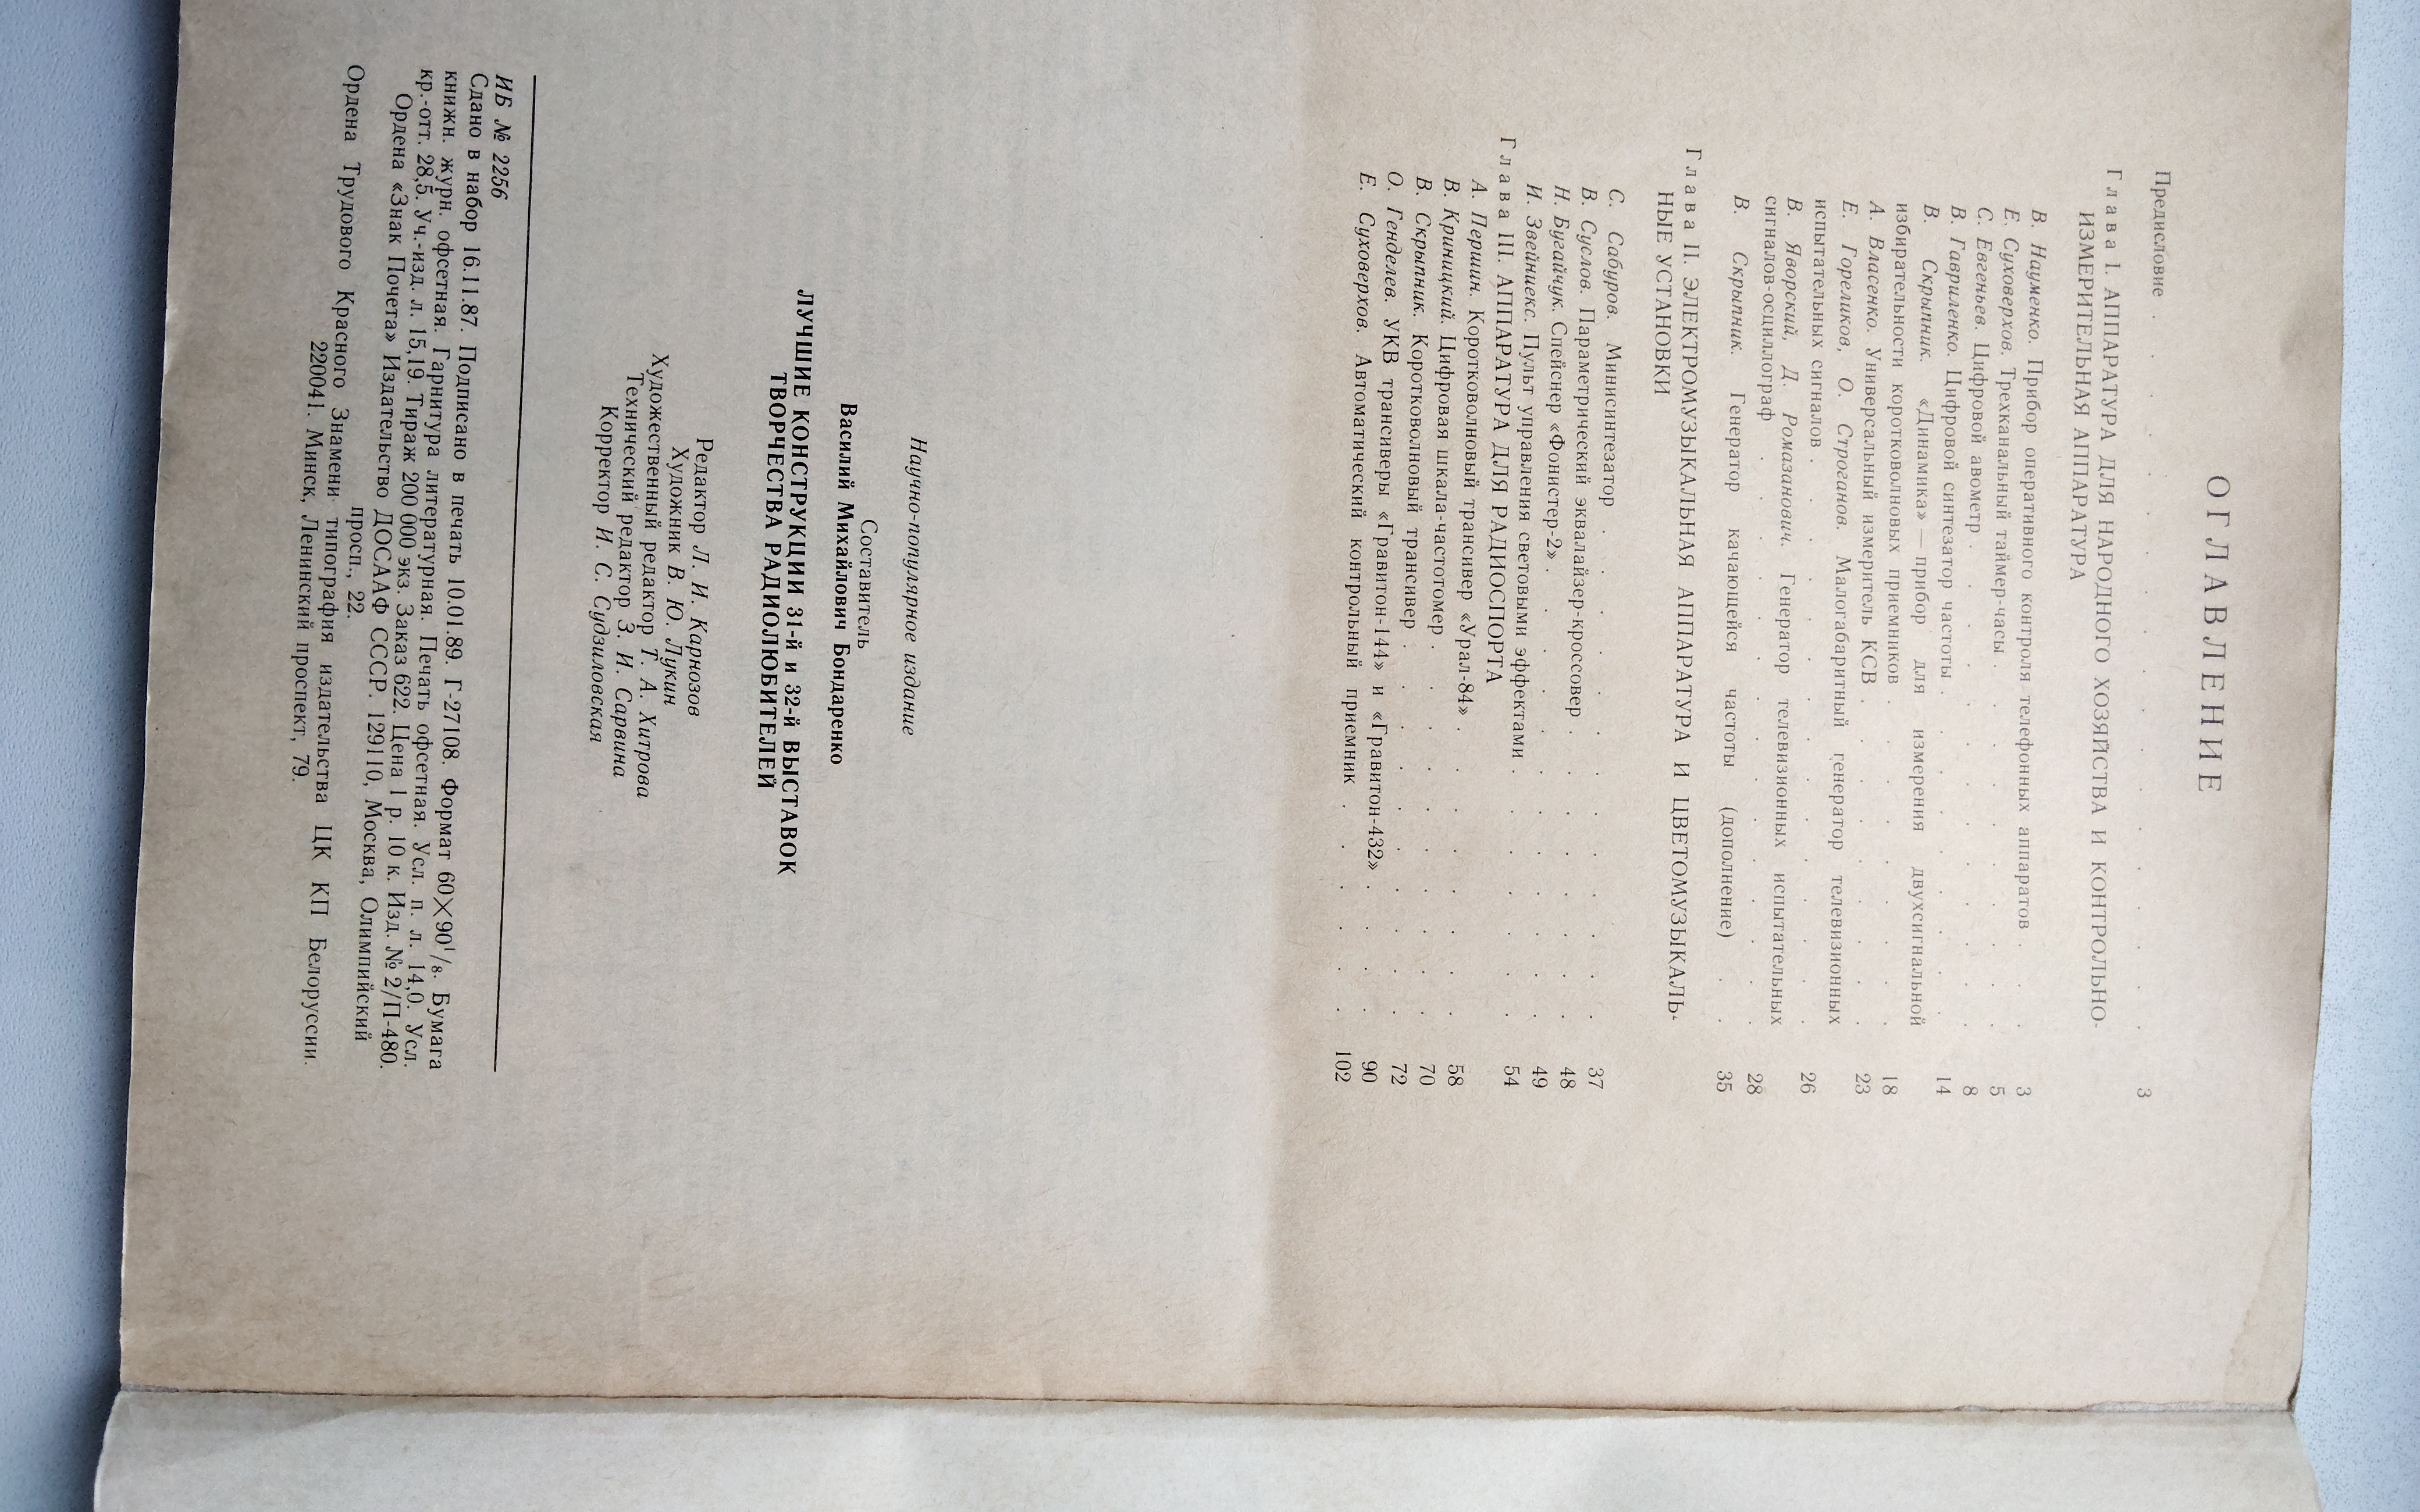 ОГЛАВЛЕНИЕ
Предисловие . . . . . . . . . . 3
Глава I. АППАРАТУРА ДЛЯ НАРОДНОГО ХОЗЯЙСТВА И КОНТРОЛЬНО-
ИЗМЕРИТЕЛЬНАЯ АППАРАТУРА
В. Науменко. Прибор оперативного контроля телефонных аппаратов . . . 3
Е. Суховерхов. Трехканальный таймер-часы . . . . . . 5
С. Евгеньев. Цифровой авометр . . . . . . . 8
В. Гавриленко. Цифровой синтезатор частоты . . . . . . 14
В. Скрыпник. «Динамика» — прибор для измерения двухсигнальной
избирательности коротковолновых приемников . . . . . 18
А. Власенко. Универсальный измеритель КСВ . . . . . 23
Е. Гореликов, О. Строганов. Малогабаритный генератор телевизионных
испытательных сигналов . . . . . . . . 26
В. Яворский, Д. Ромазанович. Генератор телевизионных испытательных
сигналов-осциллограф . . . . . . . . 28
В. Скрыпник. Генератор качающейся частоты (дополнение) . . . 35
Глава II. ЭЛЕКТРОМУЗЫКАЛЬНАЯ АППАРАТУРА И ЦВЕТОМУЗЫКАЛЬ-
НЫЕ УСТАНОВКИ
С. Сабуров. Минисинтезатор . . . . . . . 37
В. Суслов. Параметрический эквалайзер-кроссовер . . . . . 48
Н. Бугайчук. Спейснер «Фонистер-2» . . . . . . 49
И. Звейниекс. Пульт управления световыми эффектами . . . . 54
Глава III. АППАРАТУРА ДЛЯ РАДИОСПОРТА
А. Першин. Коротковолновый трансивер «Урал-84» . . . . . 58
В. Криницкий. Цифровая шкала-частотомер . . . . . . 70
В. Скрыпник. Коротковолновый трансивер . . . . . . 72
О. Генделев. УКВ трансиверы «Гравитон-144» и «Гравитон-432» . . . 90
Е. Суховерхов. Автоматический контрольный приемник . . . . 102
Научно-популярное издание
Составитель
Василий Михайлович Бондаренко
ЛУЧШИЕ КОНСТРУКЦИИ 31-й и 32-й ВЫСТАВОК
ТВОРЧЕСТВА РАДИОЛЮБИТЕЛЕЙ
Редактор Л. И. Карнозов
Художник В. Ю. Лукин
Художественный редактор Т. А. Хитрова
Технический редактор З. И. Сарвина
Корректор И. С. Судзиловская
ИБ № 2256
Сдано в набор 16.11.87. Подписано в печать 10.01.89. Г-27108. Формат 60×90¹/₈. Бумага
книжн. журн. офсетная. Гарнитура литературная. Печать офсетная. Усл. п. л. 14,0. Усл.
кр.-отт. 28,5. Уч.-изд. л. 15,19. Тираж 200 000 экз. Заказ 622. Цена 1 р. 10 к. Изд. № 2/П-480.
Ордена «Знак Почета» Издательство ДОСААФ СССР. 129110, Москва, Олимпийский
просп., 22.
Ордена Трудового Красного Знамени типография издательства ЦК КП Белоруссии.
220041. Минск, Ленинский проспект, 79.